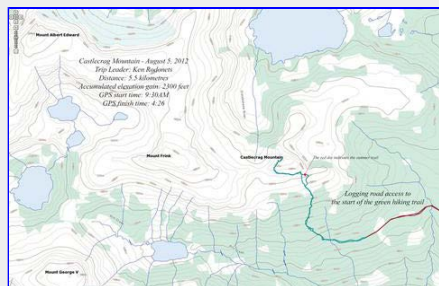 Mount Albert Edward
Castlecrag Mountain - August 5, 2012
Trip Leader: Ken Rodonets
Distance: 5.5 kilometres
Accumulated elevation gain: 2300 feet
GPS start time: 9:30AM
GPS finish time: 4:26
Mount Frink
Castlecrag Mountain
Logging road access to
the start of the green hiking trail
Mount George V